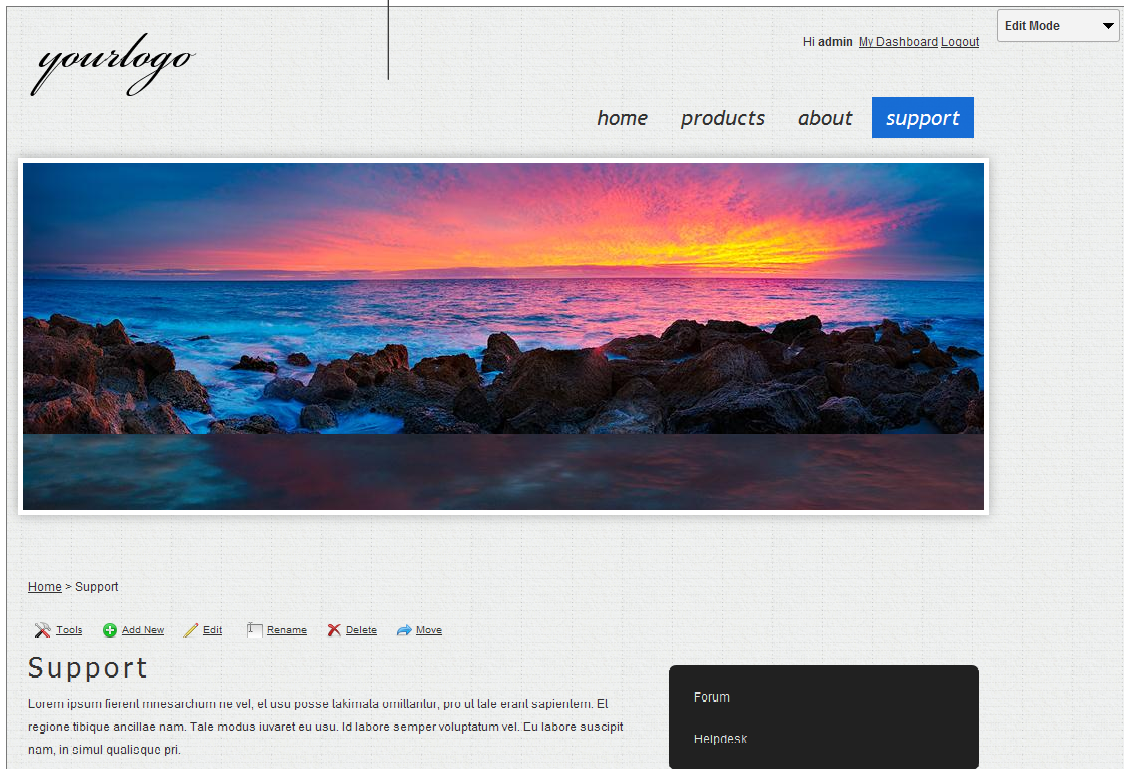 yourlogo
Edit Mode
Hi admin My Dashboard Logout
home products about support
Home > Support
Tools Add New Edit Rename Delete Move
Support
Lorem ipsum fierent mnesarchum ne vel, et usu posse takimata omittantur, pro ut tale erant sapientem. Et
regione tibique ancillae nam. Tale modus iuvaret eu usu. Id labore semper voluptatum vel. Eu labore suscipit
nam, in simul qualisque pri.
Forum
Helpdesk